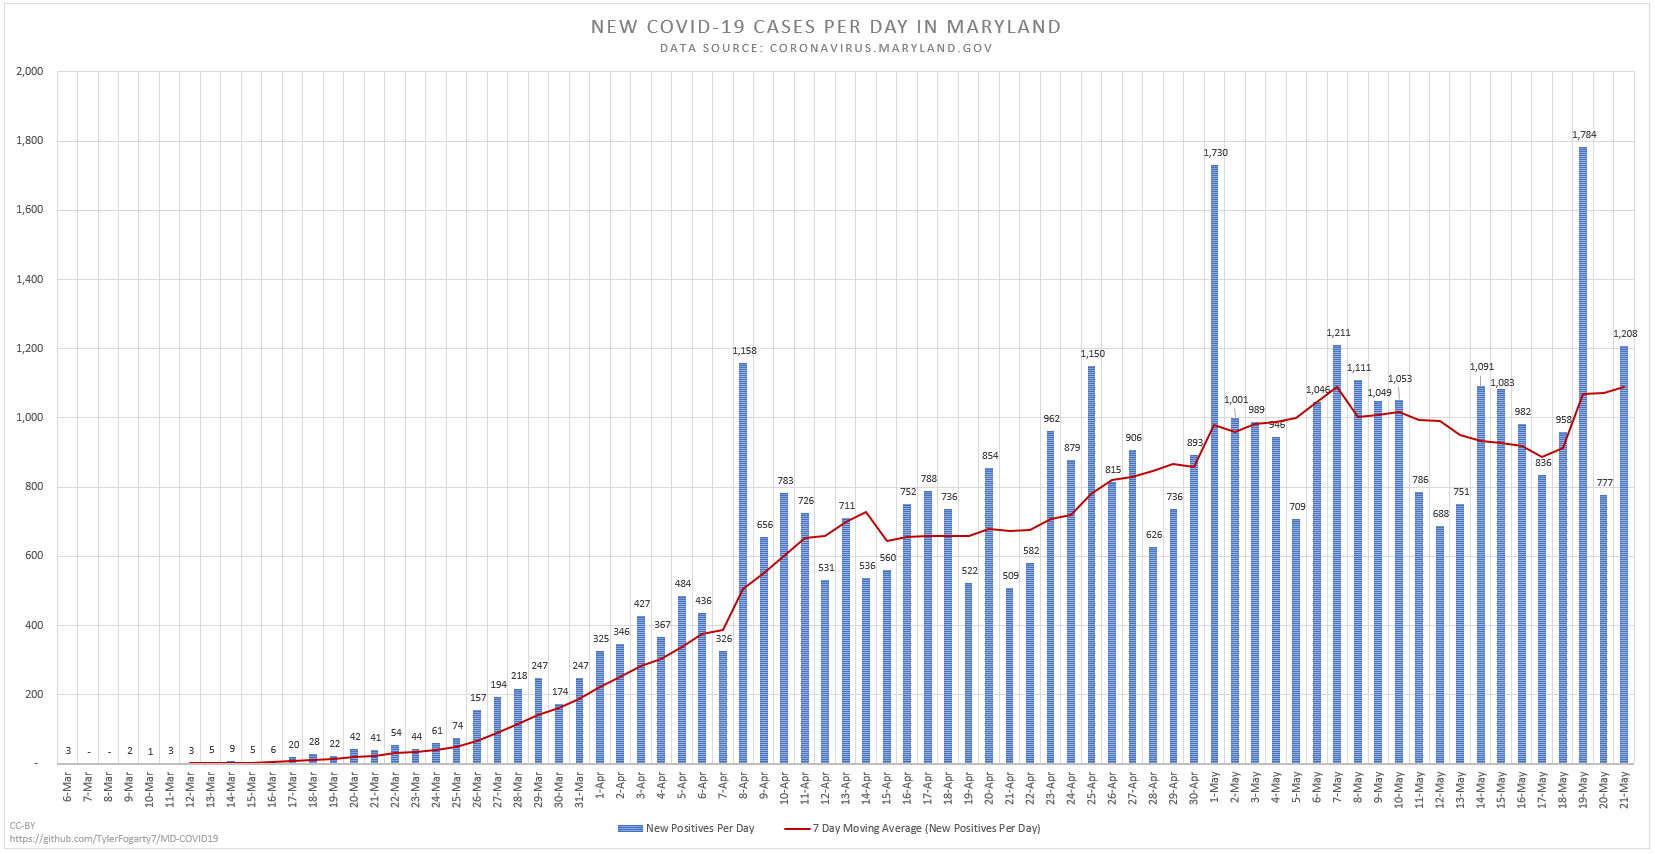 NEW COVID-19 CASES PER DAY IN MARYLAND
DATA SOURCE: CORONAVIRUS.MARYLAND.GOV
2,000
1,800
1,600
1,400
1,200
1,000
800
600
400
200
-
3 - - 2 1 3 3 5 9 5 6 20 28 22 42 41 54 44 61 74 157 194 218 247 174 247 325 346 427 367 484 436 326 1,158 656 783 726 531 711 536 560 752 788 736 522 854 509 582 962 879 1,150 815 906 626 736 893 1,730 1,001 989 946 709 1,046 1,211 1,111 1,049 1,053 786 688 751 1,091 1,083 982 836 958 1,784 777 1,208
6-Mar 7-Mar 8-Mar 9-Mar 10-Mar 11-Mar 12-Mar 13-Mar 14-Mar 15-Mar 16-Mar 17-Mar 18-Mar 19-Mar 20-Mar 21-Mar 22-Mar 23-Mar 24-Mar 25-Mar 26-Mar 27-Mar 28-Mar 29-Mar 30-Mar 31-Mar 1-Apr 2-Apr 3-Apr 4-Apr 5-Apr 6-Apr 7-Apr 8-Apr 9-Apr 10-Apr 11-Apr 12-Apr 13-Apr 14-Apr 15-Apr 16-Apr 17-Apr 18-Apr 19-Apr 20-Apr 21-Apr 22-Apr 23-Apr 24-Apr 25-Apr 26-Apr 27-Apr 28-Apr 29-Apr 30-Apr 1-May 2-May 3-May 4-May 5-May 6-May 7-May 8-May 9-May 10-May 11-May 12-May 13-May 14-May 15-May 16-May 17-May 18-May 19-May 20-May 21-May
New Positives Per Day
7 Day Moving Average (New Positives Per Day)
CC-BY
https://github.com/TylerFogarty7/MD-COVID19